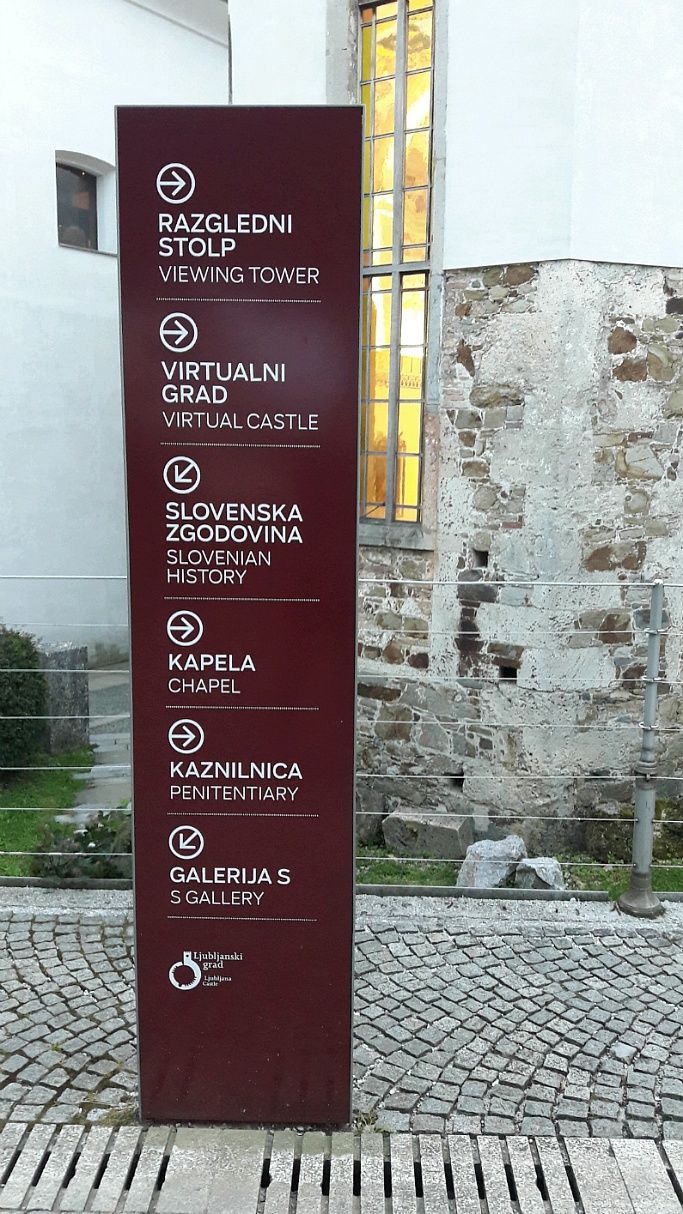 RAZGLEDNI
STOLP
VIEWING TOWER
VIRTUALNI
GRAD
VIRTUAL CASTLE
SLOVENSKA
ZGODOVINA
SLOVENIAN
HISTORY
KAPELA
CHAPEL
KAZNILNICA
PENITENTIARY
GALERIJA S
S GALLERY
Ljubljanski
grad
Ljubljana
Castle